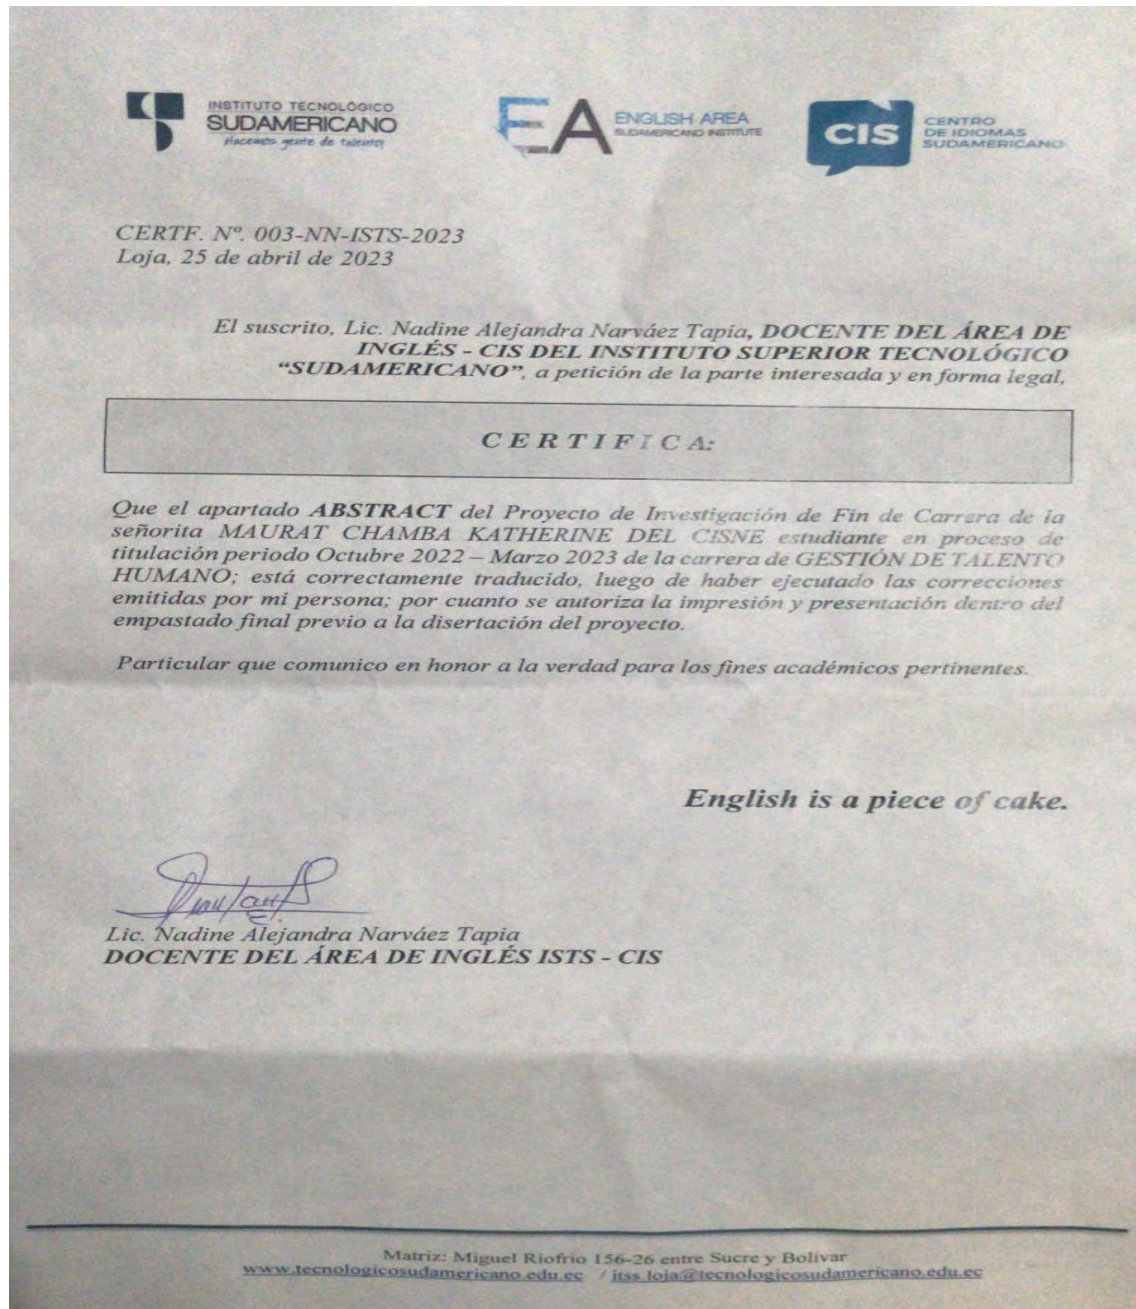 INSTITUTO TECNOLÓGICO
SUDAMERICANO
Hacemos gente de talento!
EA
ENGLISH AREA
SUDAMERICANO INSTITUTE
CIS
CENTRO
DE IDIOMAS
SUDAMERICANO
CERTF. Nº. 003-NN-ISTS-2023
Loja, 25 de abril de 2023
El suscrito, Lic. Nadine Alejandra Narváez Tapia, DOCENTE DEL ÁREA DE
INGLÉS - CIS DEL INSTITUTO SUPERIOR TECNOLÓGICO
“SUDAMERICANO”, a petición de la parte interesada y en forma legal,
C E R T I F I C A:
Que el apartado ABSTRACT del Proyecto de Investigación de Fin de Carrera de la
señorita MAURAT CHAMBA KATHERINE DEL CISNE estudiante en proceso de
titulación periodo Octubre 2022 – Marzo 2023 de la carrera de GESTIÓN DE TALENTO
HUMANO; está correctamente traducido, luego de haber ejecutado las correcciones
emitidas por mi persona; por cuanto se autoriza la impresión y presentación dentro del
empastado final previo a la disertación del proyecto.
Particular que comunico en honor a la verdad para los fines académicos pertinentes.
English is a piece of cake.
Lic. Nadine Alejandra Narváez Tapia
DOCENTE DEL ÁREA DE INGLÉS ISTS - CIS
Matriz: Miguel Riofrio 156-26 entre Sucre y Bolívar
www.tecnologicosudamericano.edu.ec / itss.loja@tecnologicosudamericano.edu.ec